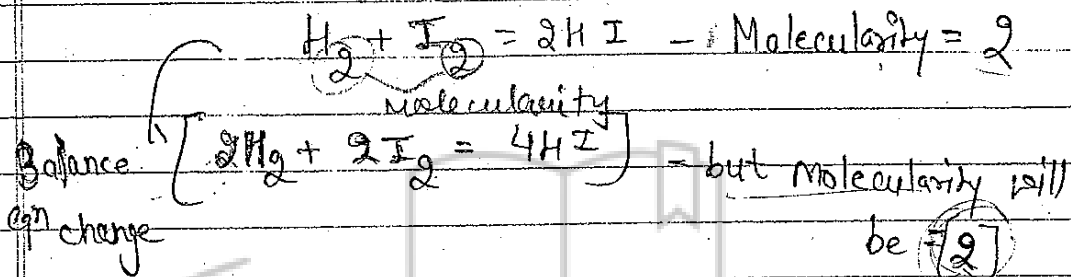 H2 + I2 = 2HI - Molecularity = 2
Molecularity
Balance [2H2 + 2I2 = 4HI] = but molecularity will
eqn change be = 2